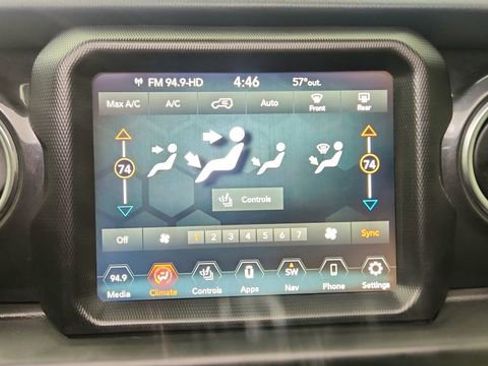 FM 94.9-HD 4:46 57°out.
Max A/C A/C Auto Front Rear
74 74
Controls
Off 1 2 3 4 5 6 7 Sync
94.9 SW
Media Climate Controls Apps Nav Phone Settings